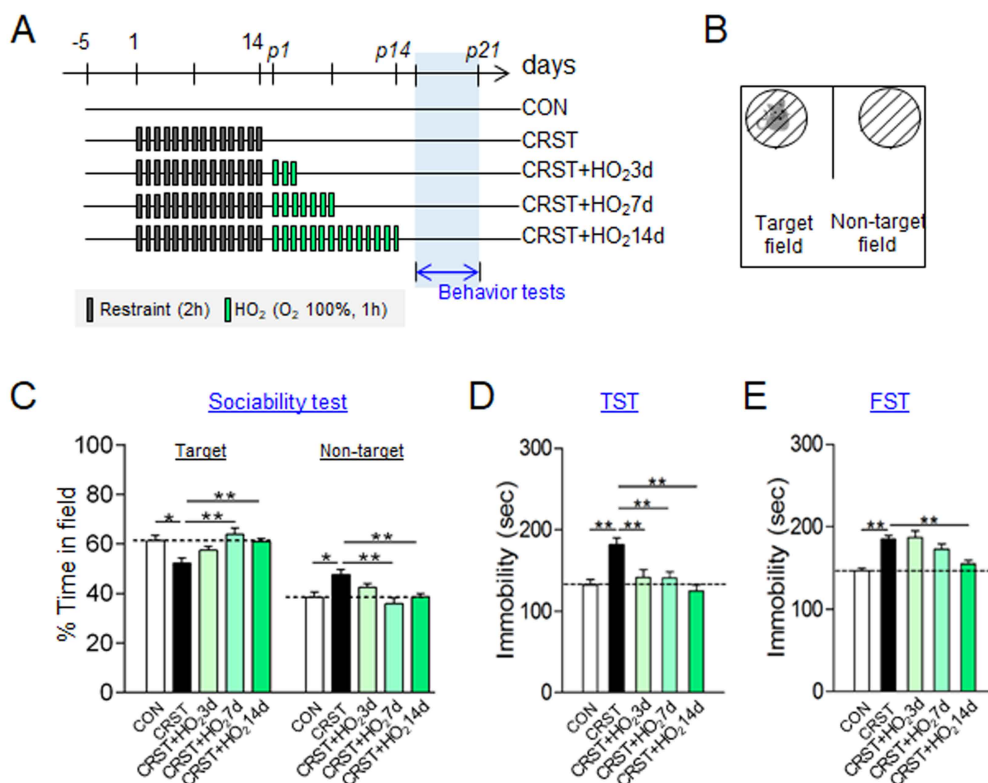 A
-5 1 14 p1 p14 p21
days
CON
CRST
CRST+HO₂3d
CRST+HO₂7d
CRST+HO₂14d
Behavior tests
Restraint (2h) HO₂ (O₂ 100%, 1h)
B
Target field
Non-target field
C
Sociability test
% Time in field
100
80
60
40
20
0
Target
Non-target
* ** **
* ** **
CON CRST CRST+HO₂3d CRST+HO₂7d CRST+HO₂14d
CON CRST CRST+HO₂3d CRST+HO₂7d CRST+HO₂14d
D
TST
Immobility (sec)
300
200
100
0
** ** ** **
CON CRST CRST+HO₂3d CRST+HO₂7d CRST+HO₂14d
E
FST
Immobility (sec)
300
200
100
0
** **
CON CRST CRST+HO₂3d CRST+HO₂7d CRST+HO₂14d